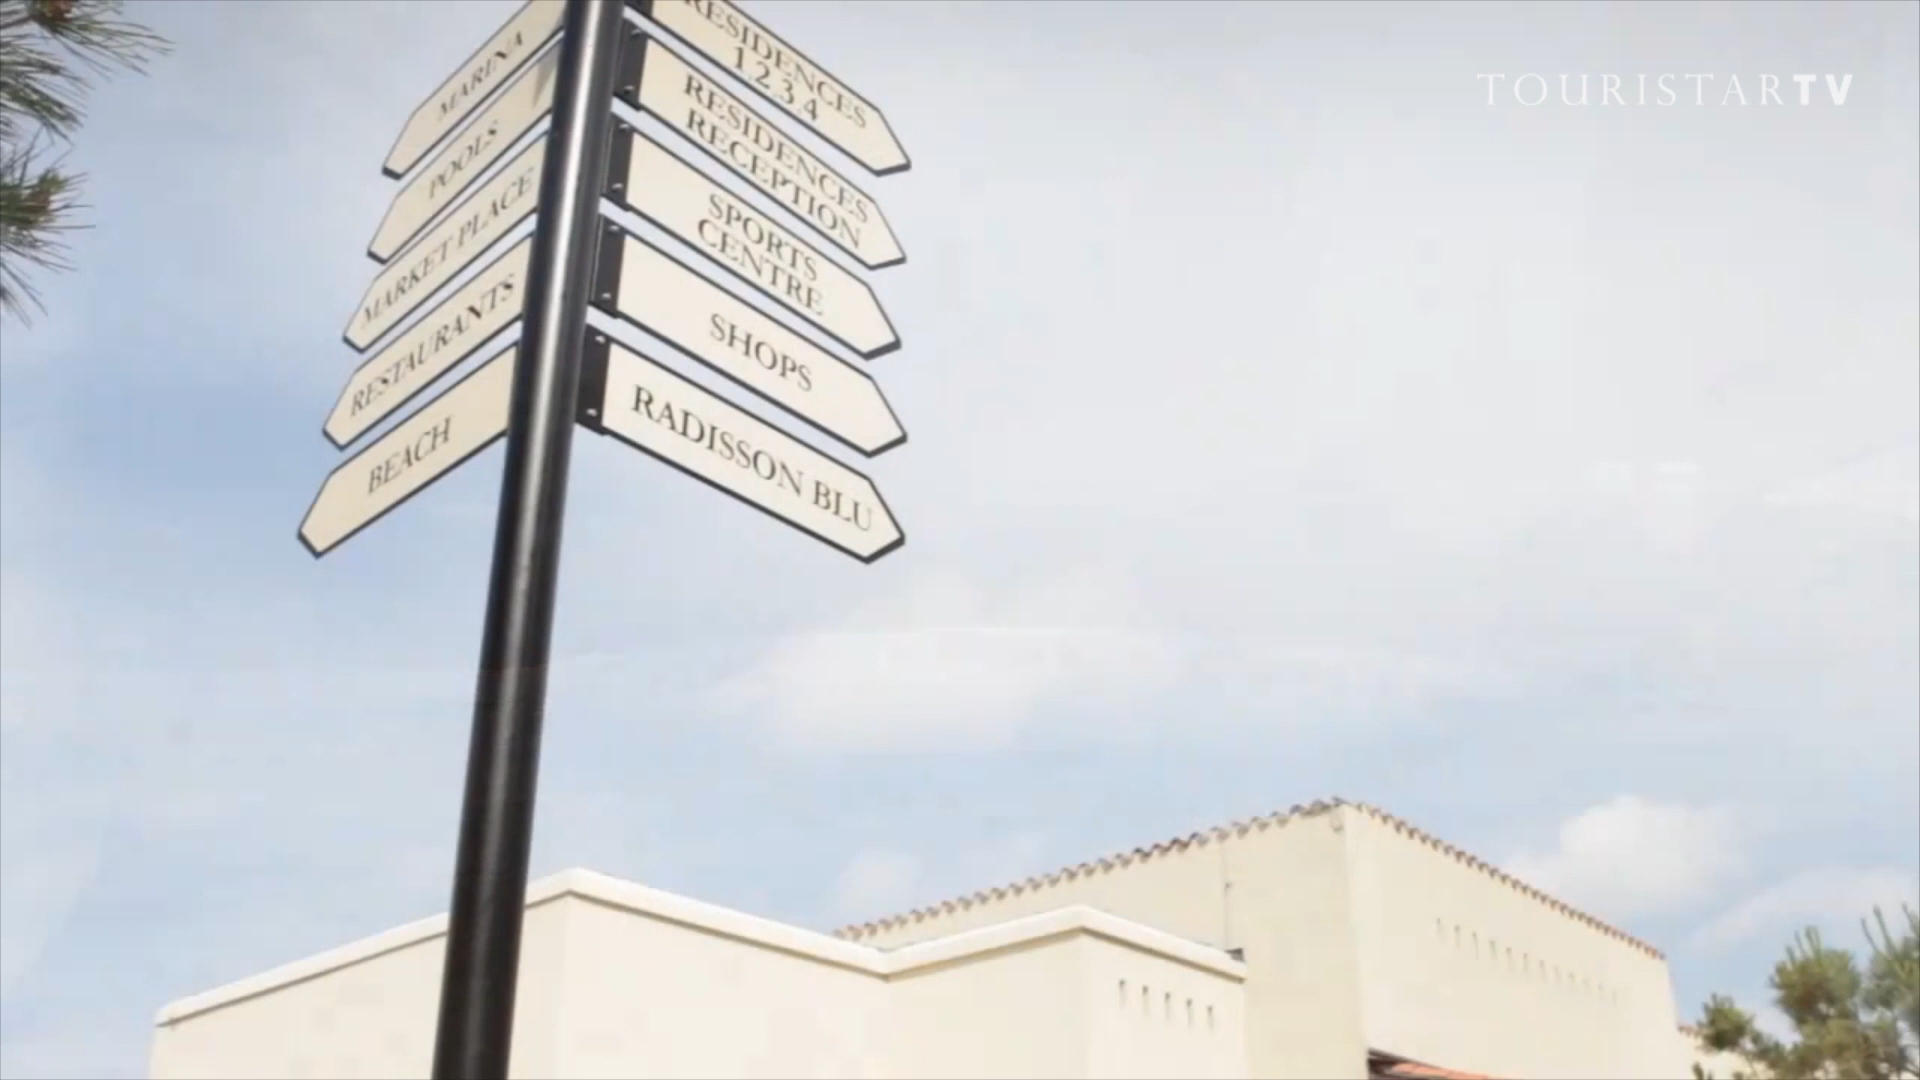 TOURISTARTV
MARINA
POOLS
MARKET PLACE
RESTAURANTS
BEACH
RESIDENCES
1.2.3.4
RESIDENCES
RECEPTION
SPORTS
CENTRE
SHOPS
RADISSON BLU